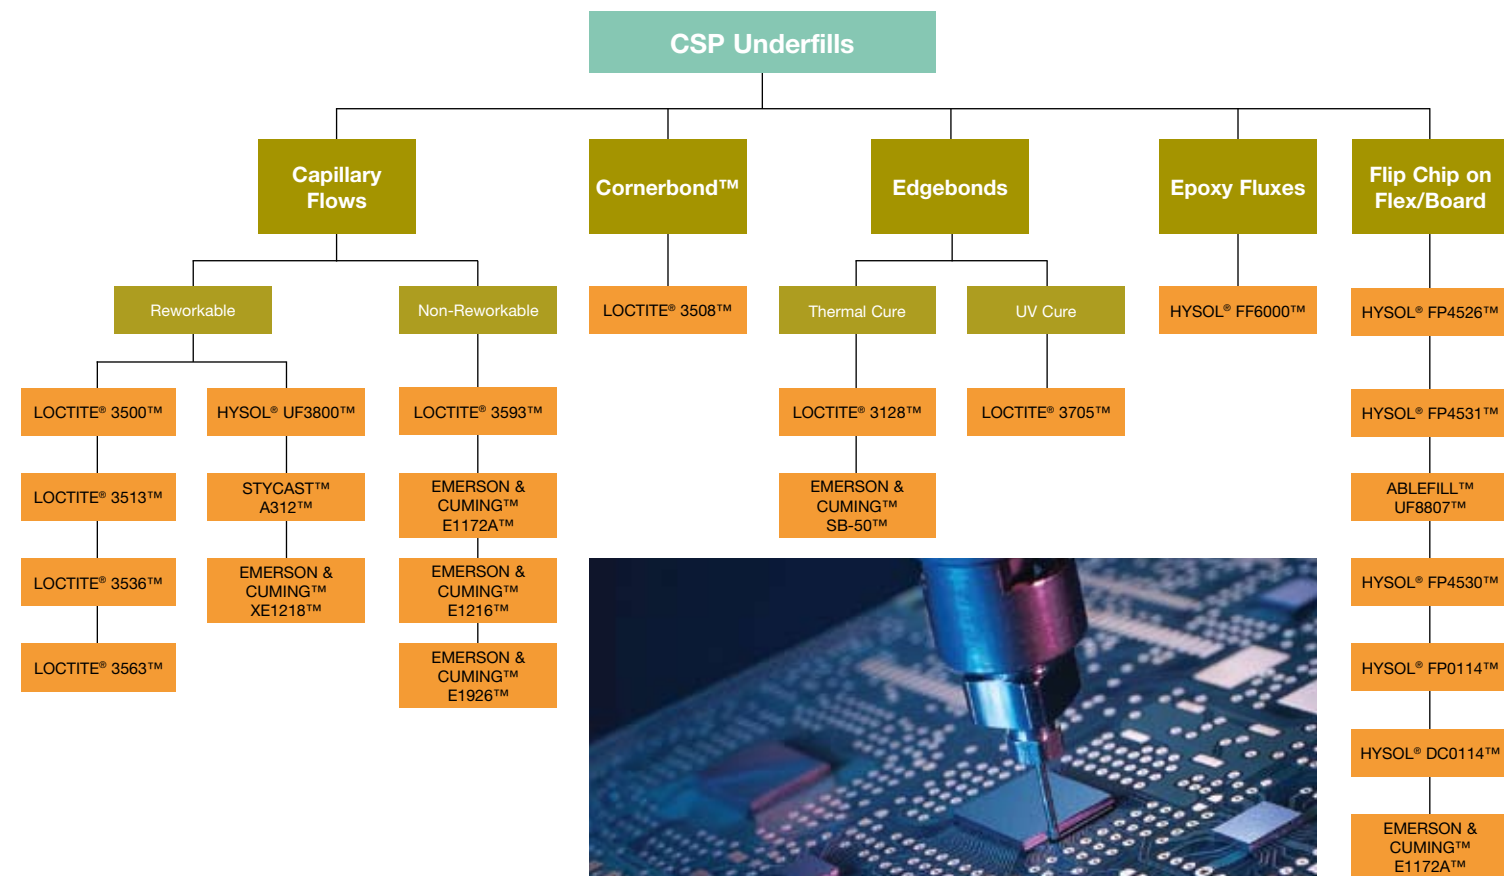 CSP Underfills
Capillary
Flows
Cornerbond™
Edgebonds
Epoxy Fluxes
Flip Chip on
Flex/Board
Reworkable
Non-Reworkable
LOCTITE® 3508™
Thermal Cure
UV Cure
HYSOL® FF6000™
HYSOL® FP4526™
LOCTITE® 3500™
HYSOL® UF3800™
LOCTITE® 3593™
LOCTITE® 3128™
LOCTITE® 3705™
HYSOL® FP4531™
LOCTITE® 3513™
STYCAST™
A312™
EMERSON &
CUMING™
E1172A™
EMERSON &
CUMING™
SB-50™
ABLEFILL™
UF8807™
LOCTITE® 3536™
EMERSON &
CUMING™
XE1218™
EMERSON &
CUMING™
E1216™
HYSOL® FP4530™
LOCTITE® 3563™
EMERSON &
CUMING™
E1926™
HYSOL® FP0114™
HYSOL® DC0114™
EMERSON &
CUMING™
E1172A™